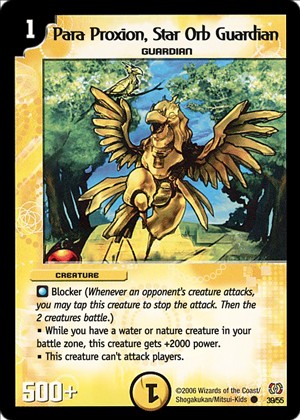 1
Para Proxion, Star Orb Guardian
GUARDIAN
CREATURE
Blocker (Whenever an opponent's creature attacks,
you may tap this creature to stop the attack. Then the
2 creatures battle.)
▪ While you have a water or nature creature in your
battle zone, this creature gets +2000 power.
▪ This creature can't attack players.
500+
1
©2006 Wizards of the Coast/
Shogakukan/Mitsui-Kids
39/55